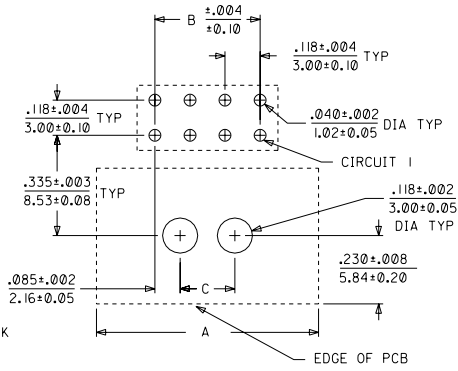 ±.004
B
±0.10
.118±.004
TYP
3.00±0.10
.118±.004
TYP
3.00±0.10
.040±.002
DIA TYP
1.02±0.05
CIRCUIT 1
.335±.003
TYP
8.53±0.08
.118±.002
3.00±0.05
DIA TYP
.230±.008
5.84±0.20
.085±.002
2.16±0.05
C
K
A
EDGE OF PCB